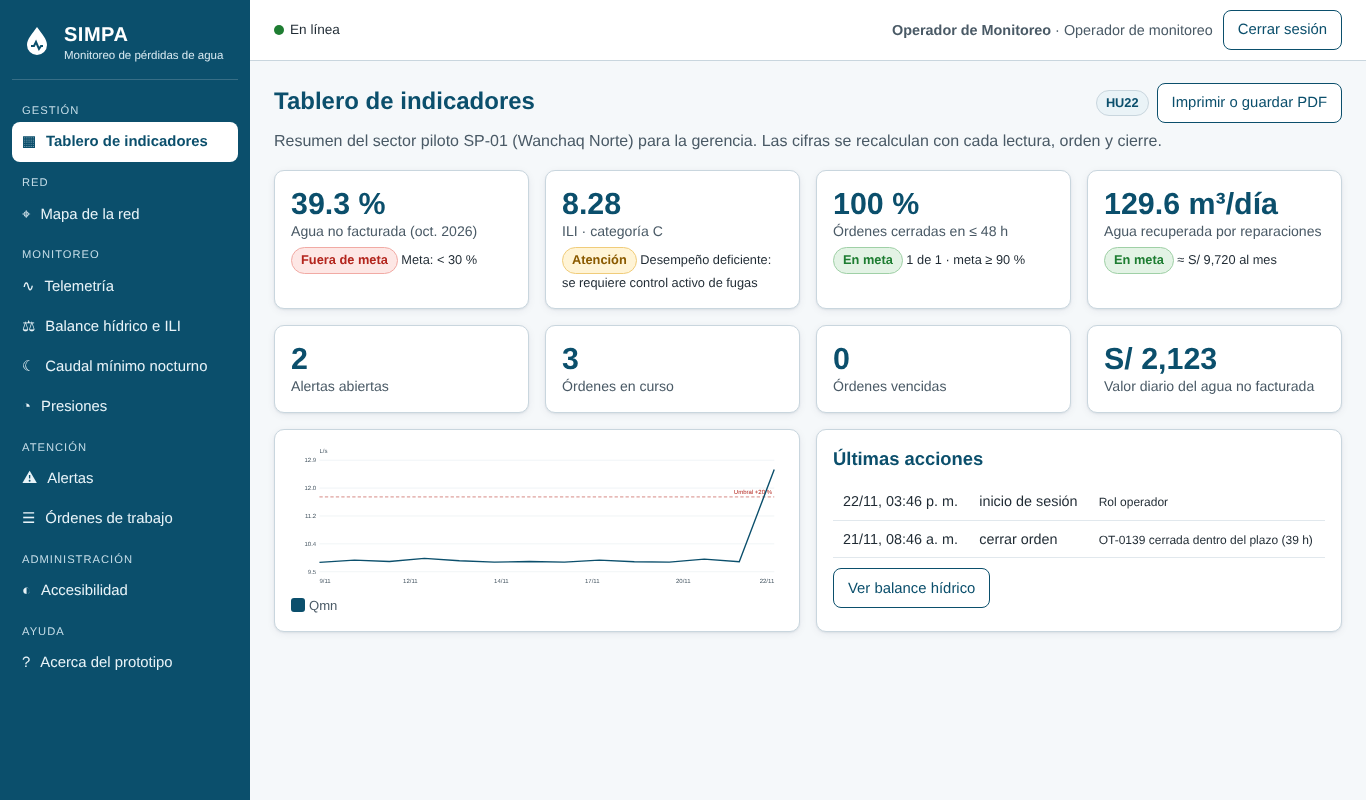 SIMPA
Monitoreo de pérdidas de agua
GESTIÓN
Tablero de indicadores
RED
Mapa de la red
MONITOREO
Telemetría
Balance hídrico e ILI
Caudal mínimo nocturno
Presiones
ATENCIÓN
Alertas
Órdenes de trabajo
ADMINISTRACIÓN
Accesibilidad
AYUDA
? Acerca del prototipo
En línea
Operador de Monitoreo · Operador de monitoreo
Cerrar sesión
Tablero de indicadores
HU22
Imprimir o guardar PDF
Resumen del sector piloto SP-01 (Wanchaq Norte) para la gerencia. Las cifras se recalculan con cada lectura, orden y cierre.
39.3 %
Agua no facturada (oct. 2026)
Fuera de meta Meta: < 30 %
8.28
ILI · categoría C
Atención Desempeño deficiente:
se requiere control activo de fugas
100 %
Órdenes cerradas en ≤ 48 h
En meta 1 de 1 · meta ≥ 90 %
129.6 m³/día
Agua recuperada por reparaciones
En meta ≈ S/ 9,720 al mes
2
Alertas abiertas
3
Órdenes en curso
0
Órdenes vencidas
S/ 2,123
Valor diario del agua no facturada
L/s
12.9
12.0
11.2
10.4
9.5
Umbral +20 %
9/11 12/11 14/11 17/11 20/11 22/11
Qmn
Últimas acciones
22/11, 03:46 p. m. inicio de sesión Rol operador
21/11, 08:46 a. m. cerrar orden OT-0139 cerrada dentro del plazo (39 h)
Ver balance hídrico